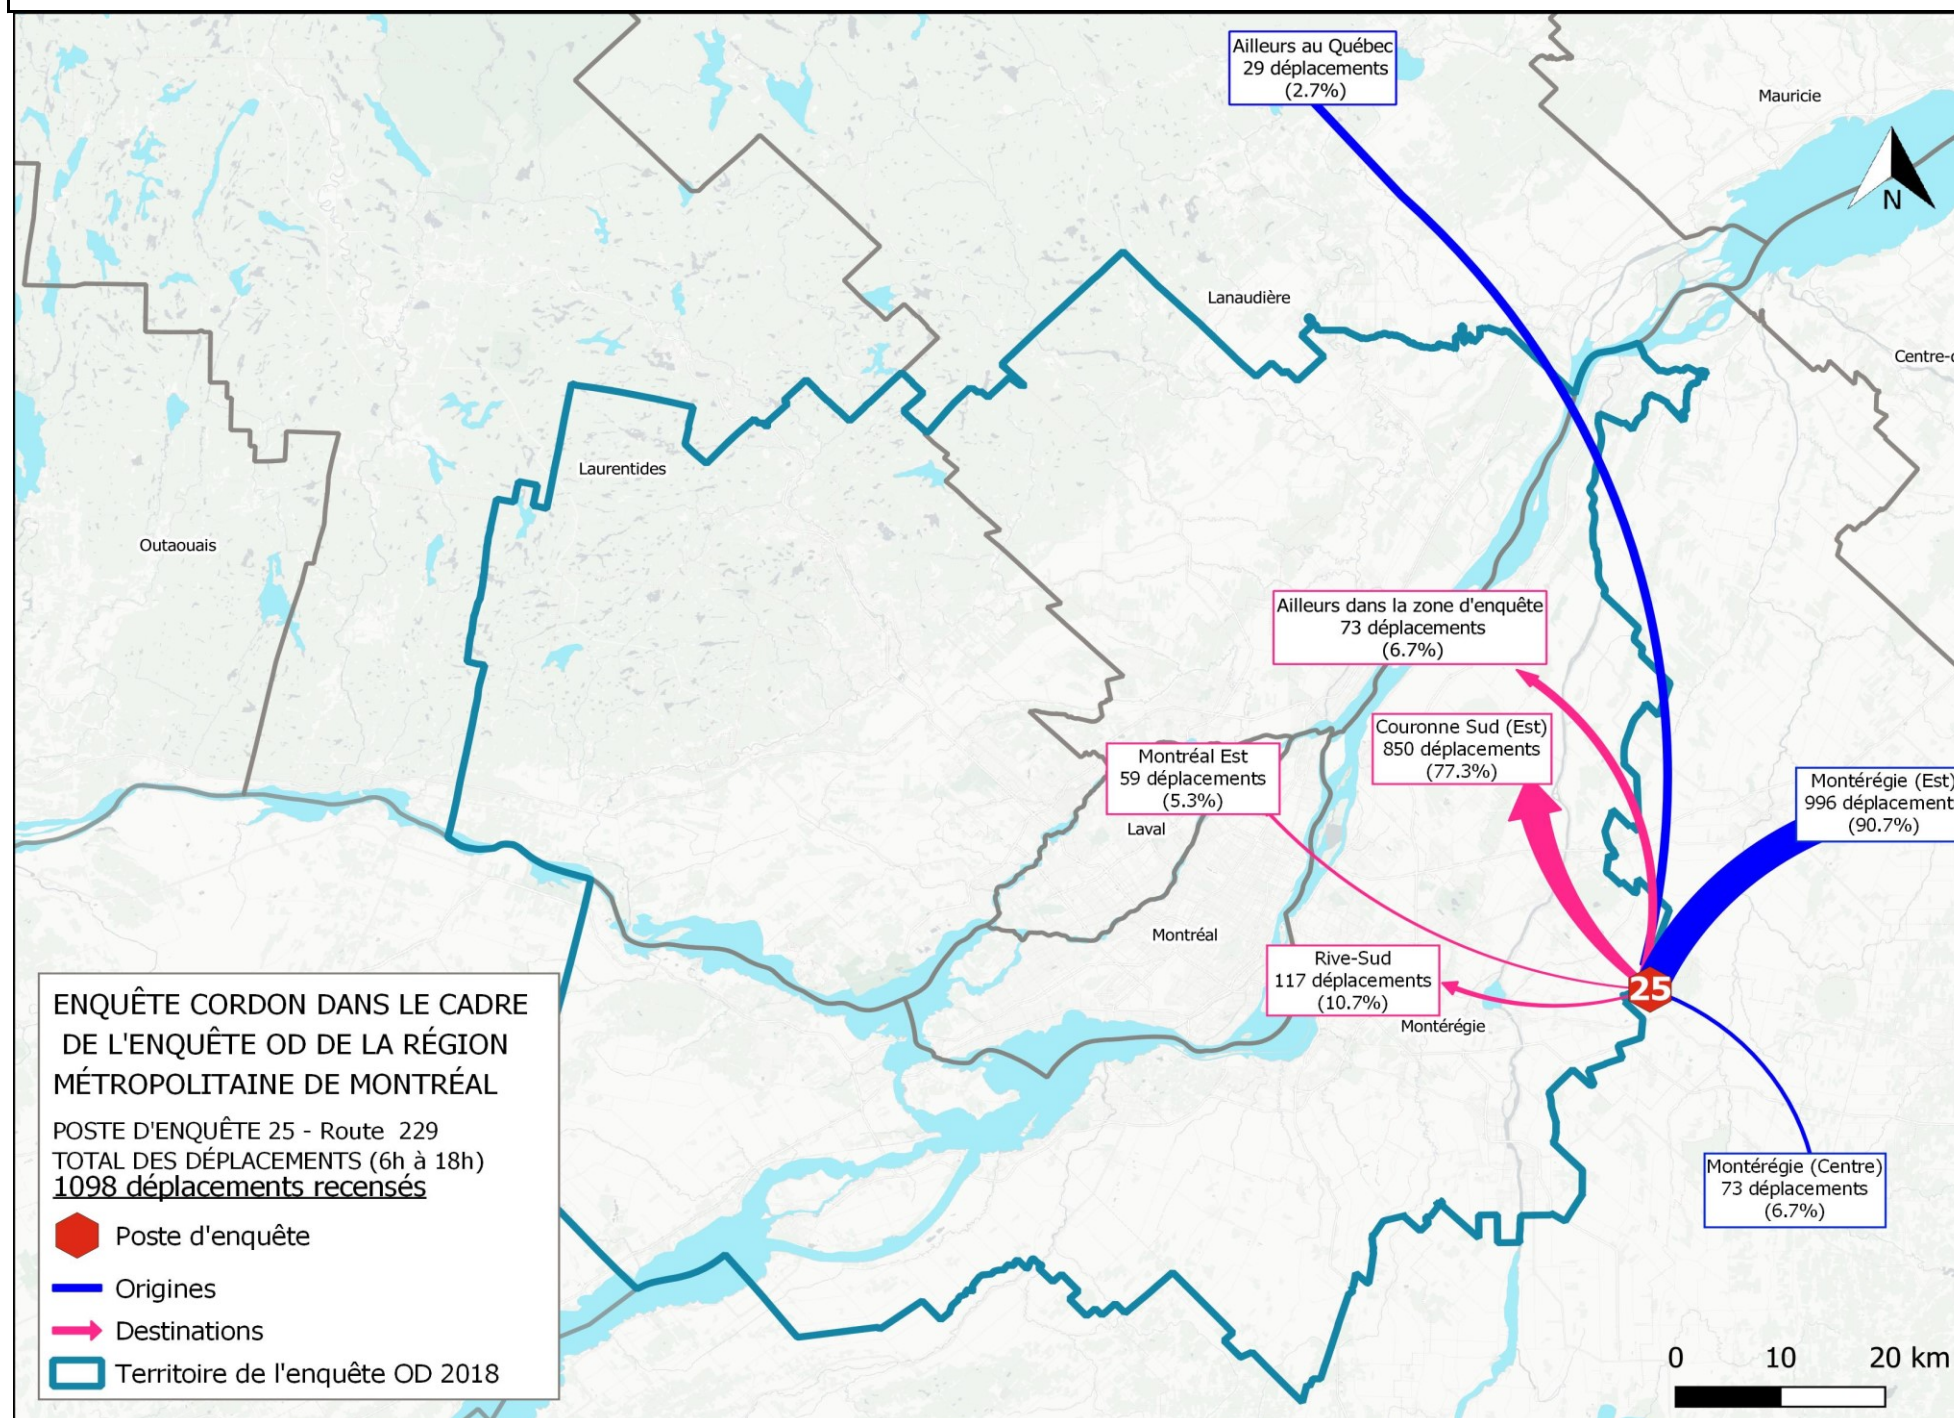 Ailleurs au Québec
29 déplacements
(2.7%)
Mauricie
N
Lanaudière
Centre-d
Laurentides
Outaouais
Ailleurs dans la zone d'enquête
73 déplacements
(6.7%)
Couronne Sud (Est)
850 déplacements
(77.3%)
Montréal Est
59 déplacements
(5.3%)
Montérégie (Est)
996 déplacement
(90.7%)
Laval
Montréal
Rive-Sud
117 déplacements
(10.7%)
25
Montérégie
Montérégie (Centre)
73 déplacements
(6.7%)
ENQUÊTE CORDON DANS LE CADRE
DE L'ENQUÊTE OD DE LA RÉGION
MÉTROPOLITAINE DE MONTRÉAL
POSTE D'ENQUÊTE 25 - Route 229
TOTAL DES DÉPLACEMENTS (6h à 18h)
1098 déplacements recensés
Poste d'enquête
Origines
Destinations
Territoire de l'enquête OD 2018
0 10 20 km